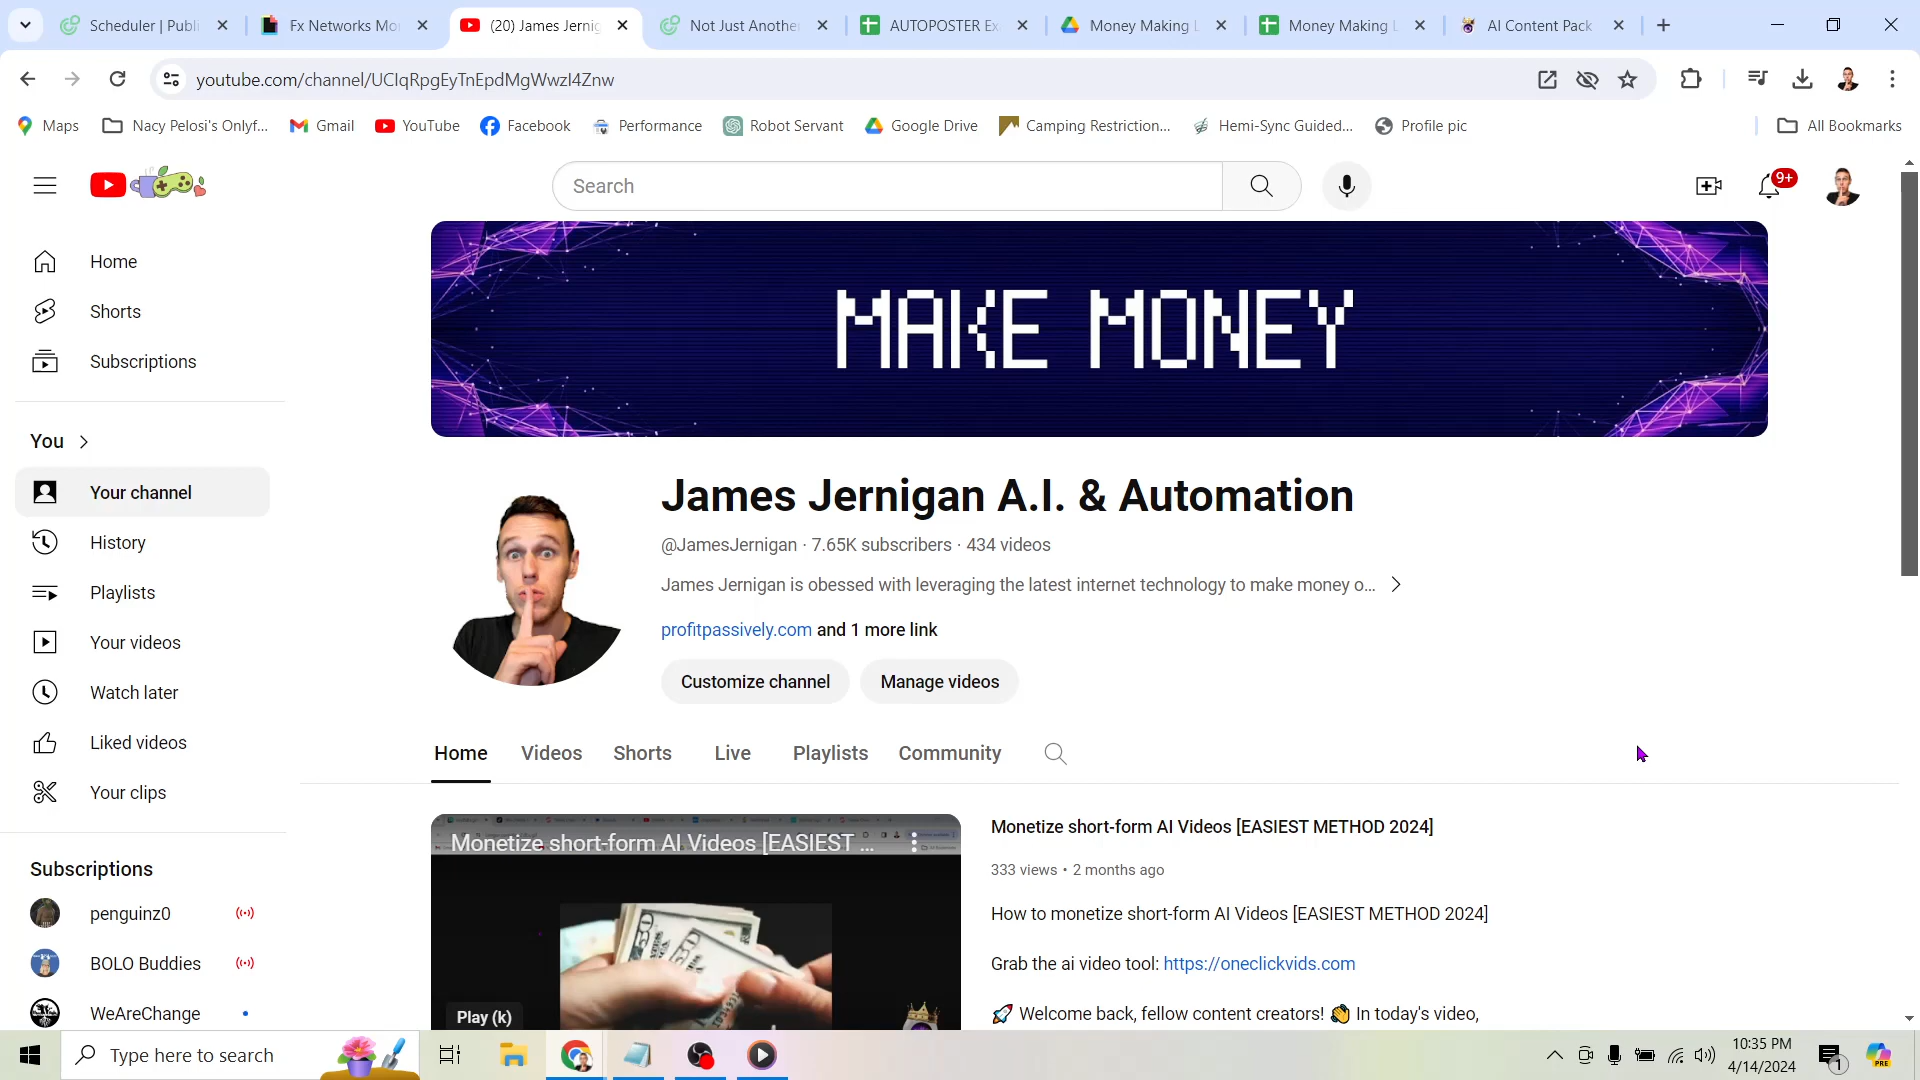 Scheduler | Publi
Fx Networks Mo
(20) James Jernig
Not Just Anothe
AUTOPOSTER Ex
Money Making L
Money Making L
AI Content Pack
youtube.com/channel/UCIqRpgEyTnEpdMgWwzI4Znw
Maps
Nacy Pelosi's Onlyf...
Gmail
YouTube
Facebook
Performance
Robot Servant
Google Drive
Camping Restriction...
Hemi-Sync Guided...
Profile pic
All Bookmarks
Search
9+
Home
Shorts
Subscriptions
You
Your channel
History
Playlists
Your videos
Watch later
Liked videos
Your clips
Subscriptions
penguinz0
BOLO Buddies
WeAreChange
MAKE MONEY
James Jernigan A.I. & Automation
@JamesJernigan · 7.65K subscribers · 434 videos
James Jernigan is obessed with leveraging the latest internet technology to make money o...
profitpassively.com and 1 more link
Customize channel
Manage videos
Home
Videos
Shorts
Live
Playlists
Community
Monetize short-form AI Videos [EASIEST ...
Play (k)
Monetize short-form AI Videos [EASIEST METHOD 2024]
333 views • 2 months ago
How to monetize short-form AI Videos [EASIEST METHOD 2024]
Grab the ai video tool: https://oneclickvids.com
🚀 Welcome back, fellow content creators! 👋 In today's video,
Type here to search
10:35 PM
4/14/2024
1
PRE